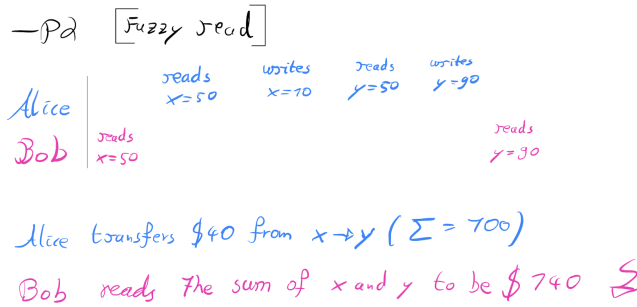 —P2 [Fuzzy read]
reads writes reads writes
Alice x=50 x=10 y=50 y=90
reads reads
Bob x=50 y=90
Alice transfers $40 from x→y (Σ = 100)
Bob reads the sum of x and y to be $140